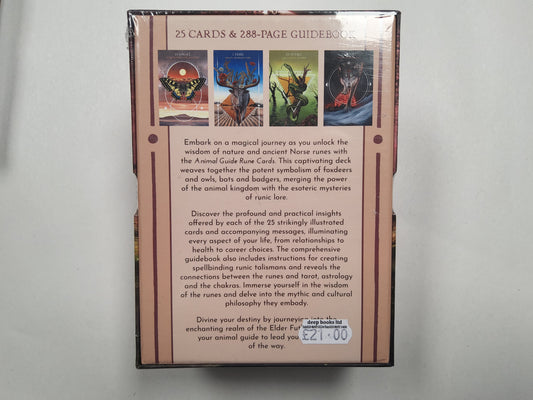 25 CARDS & 288-PAGE GUIDEBOOK
Embark on a magical journey as you unlock the
wisdom of nature and ancient Norse runes with
the Animal Guide Rune Cards. This captivating deck
weaves together the potent symbolism of foxdeers
and owls, bats and badgers, merging the power
of the animal kingdom with the esoteric mysteries
of runic lore.
Discover the profound and practical insights
offered by each of the 25 strikingly illustrated
cards and accompanying messages, illuminating
every aspect of your life, from relationships to
health to career choices. The comprehensive
guidebook also includes instructions for creating
spellbinding runic talismans and reveals the
connections between the runes and tarot, astrology
and the chakras. Immerse yourself in the wisdom
of the runes and delve into the mythic and cultural
philosophy they embody.
Divine your destiny by journeying into the
enchanting realm of the Elder
your animal guide to lead you
of the way.
deep books ltd
£21.00